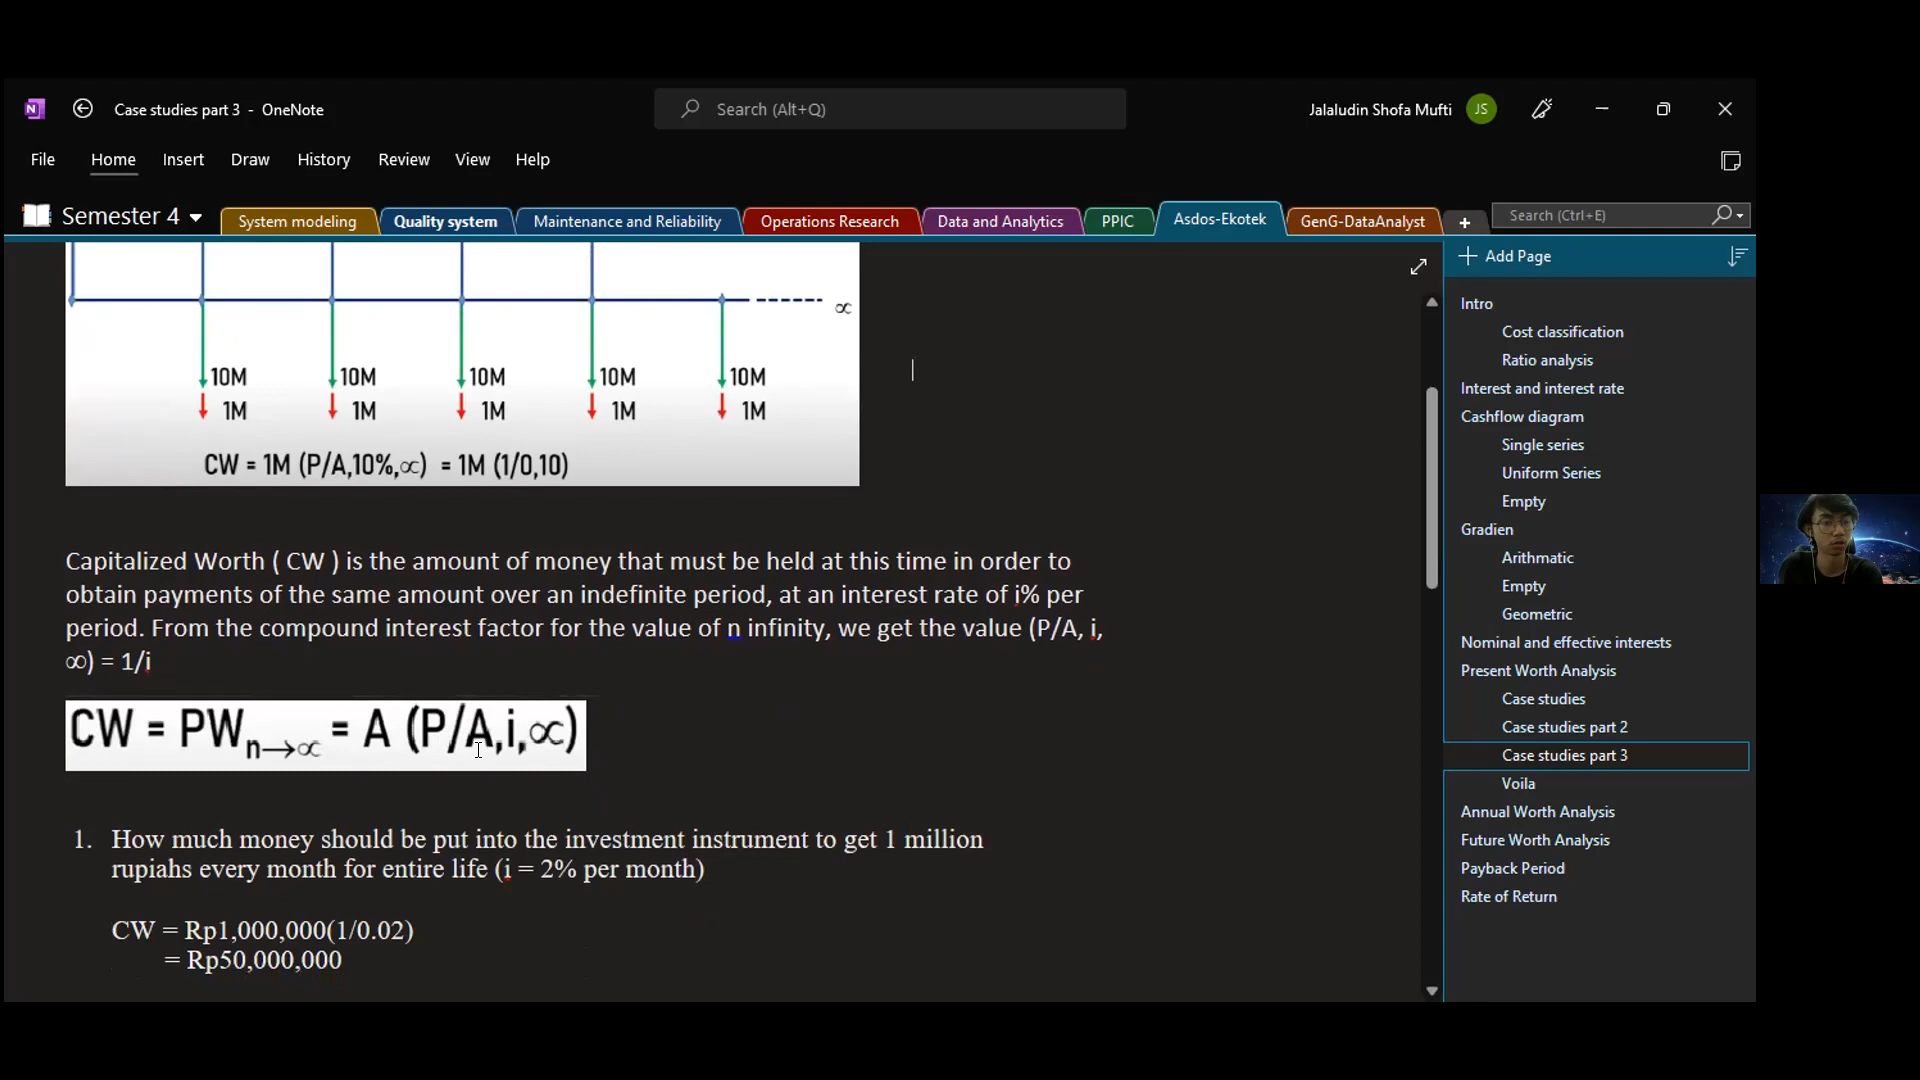 Case studies part 3 - OneNote
Search (Alt+Q)
Jalaludin Shofa Mufti
JS
File Home Insert Draw History Review View Help
Semester 4
System modeling
Quality system
Maintenance and Reliability
Operations Research
Data and Analytics
PPIC
Asdos-Ekotek
GenG-DataAnalyst
+
Search (Ctrl+E)
∝
10M 10M 10M 10M 10M
1M 1M 1M 1M 1M
CW = 1M (P/A,10%,∝) = 1M (1/0,10)
Capitalized Worth ( CW ) is the amount of money that must be held at this time in order to
obtain payments of the same amount over an indefinite period, at an interest rate of i% per
period. From the compound interest factor for the value of n infinity, we get the value (P/A, i,
∞) = 1/i
CW = PWn→∝ = A (P/A,i,∝)
1. How much money should be put into the investment instrument to get 1 million
rupiahs every month for entire life (i = 2% per month)
CW = Rp1,000,000(1/0.02)
= Rp50,000,000
Add Page
Intro
Cost classification
Ratio analysis
Interest and interest rate
Cashflow diagram
Single series
Uniform Series
Empty
Gradien
Arithmatic
Empty
Geometric
Nominal and effective interests
Present Worth Analysis
Case studies
Case studies part 2
Case studies part 3
Voila
Annual Worth Analysis
Future Worth Analysis
Payback Period
Rate of Return